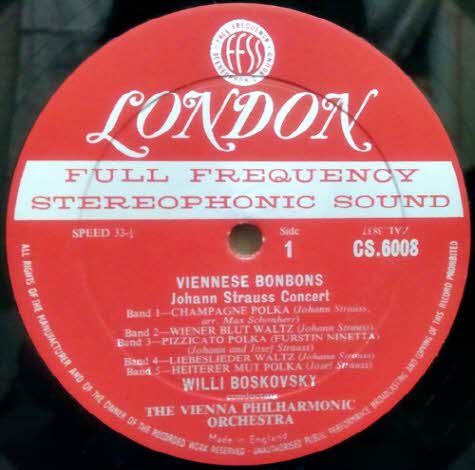 FULL FREQUENCY
FFSS
LONDON
FULL FREQUENCY
STEREOPHONIC SOUND
SPEED 33-⅓
Side
1
CS.6008
VIENNESE BONBONS
Johann Strauss Concert
Band 1—CHAMPAGNE POLKA (Johann Strauss,
arr. Max Schonherr)
Band 2—WIENER BLUT WALTZ (Johann Strauss)
Band 3—PIZZICATO POLKA (FURSTIN NINETTA)
(Johann and Josef Strauss)
Band 4—LIEBESLIEDER WALTZ (Johann Strauss)
Band 5—HEITERER MUT POLKA (Josef Strauss)
WILLI BOSKOVSKY
conducting
THE VIENNA PHILHARMONIC
ORCHESTRA
Made in England
ALL RIGHTS OF THE MANUFACTURER AND OF THE OWNER OF THE RECORDED WORK RESERVED - UNAUTHORISED PUBLIC PERFORMANCE, BROADCASTING AND COPYING OF THIS RECORD PROHIBITED